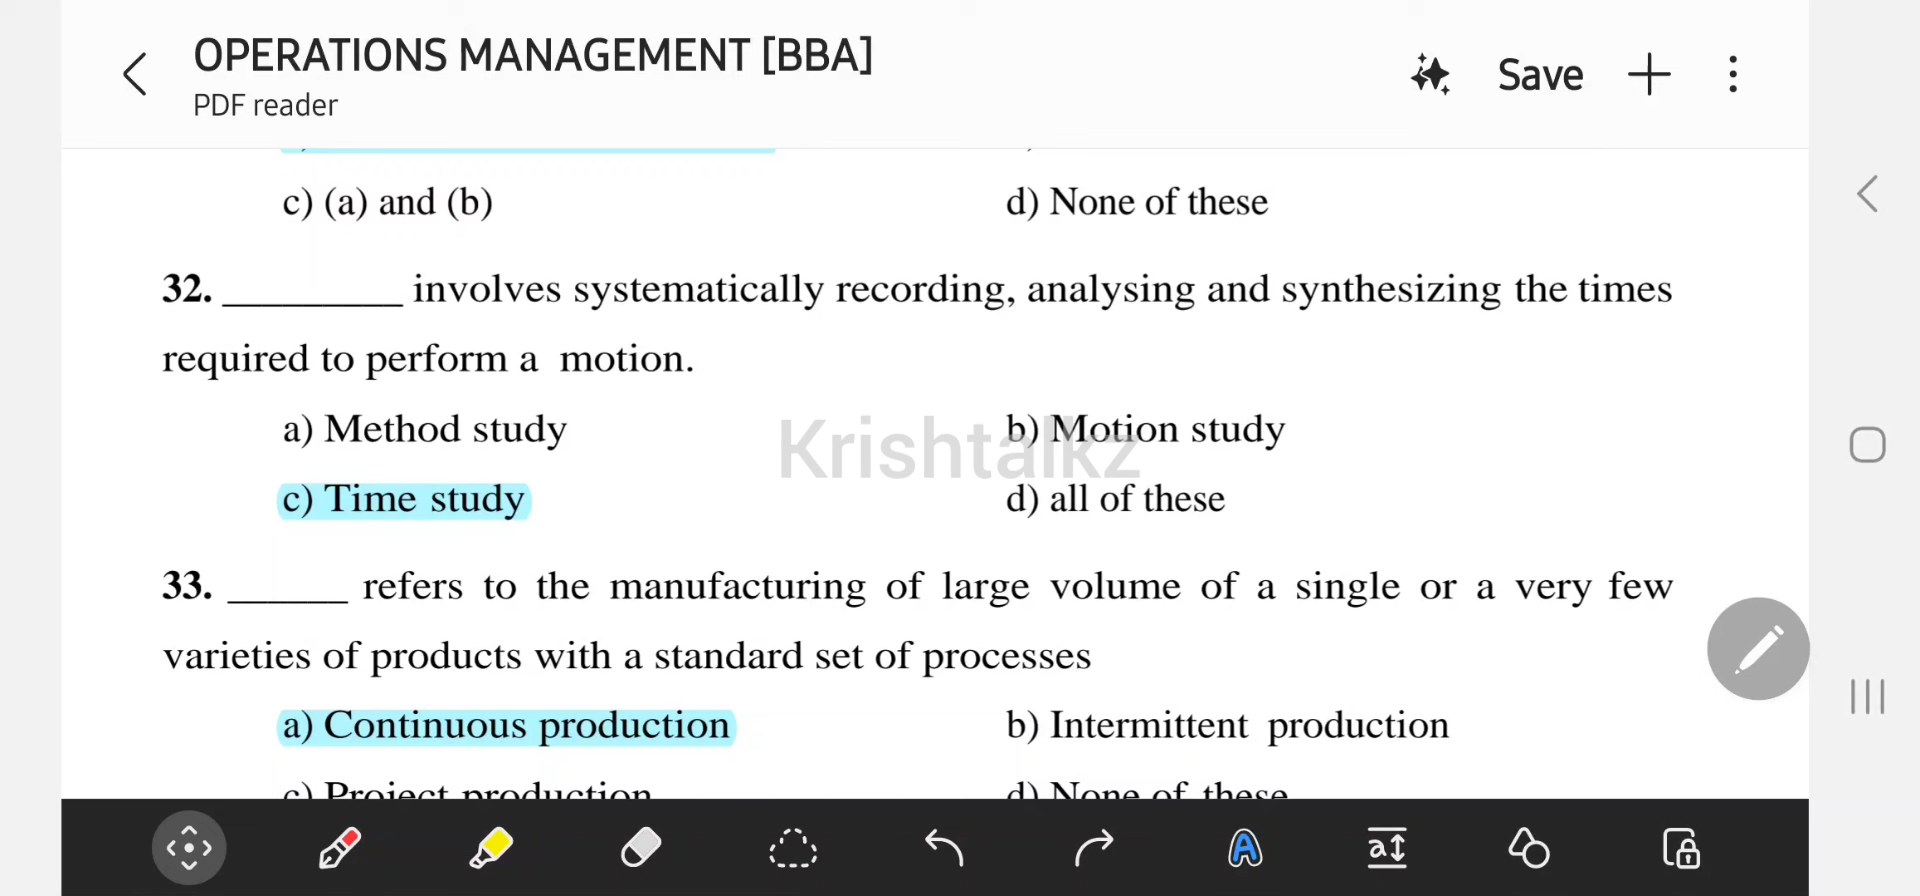 OPERATIONS MANAGEMENT [BBA]
PDF reader
Save
c) (a) and (b) d) None of these
32. _________ involves systematically recording, analysing and synthesizing the times
required to perform a motion.
a) Method study b) Motion study
Krishtalkz
c) Time study d) all of these
33. ______ refers to the manufacturing of large volume of a single or a very few
varieties of products with a standard set of processes
a) Continuous production b) Intermittent production
c) Project production d) None of these